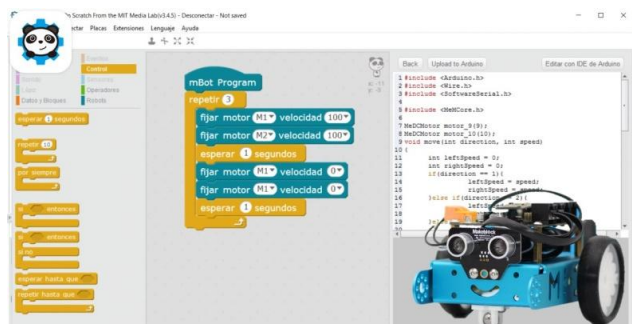 Scratch From the MIT Media Lab(v3.4.5) - Desconectar - Not saved
Placas Extensiones Lenguaje Ayuda
Control
Operadores
Datos y Bloques Robots
esperar 1 segundos
repetir 10
por siempre
si entonces
si entonces
si no
esperar hasta que
repetir hasta que
mBot Program
repetir 3
fijar motor M1 velocidad 100
fijar motor M2 velocidad 100
esperar 1 segundos
fijar motor M1 velocidad 0
fijar motor M1 velocidad 0
esperar 1 segundos
Back Upload to Arduino Editar con IDE de Arduino
1 #include <Arduino.h>
2 #include <Wire.h>
3 #include <SoftwareSerial.h>
4
5 #include <MeMCore.h>
6
7 MeDCMotor motor_9(9);
8 MeDCMotor motor_10(10);
9 void move(int direction, int speed)
10 {
11 int leftSpeed = 0;
12 int rightSpeed = 0;
13 if(direction == 1){
14 leftSpeed = speed;
15 rightSpeed = speed;
16 }else if(direction == 2){
17
18
19
Makeblock
M